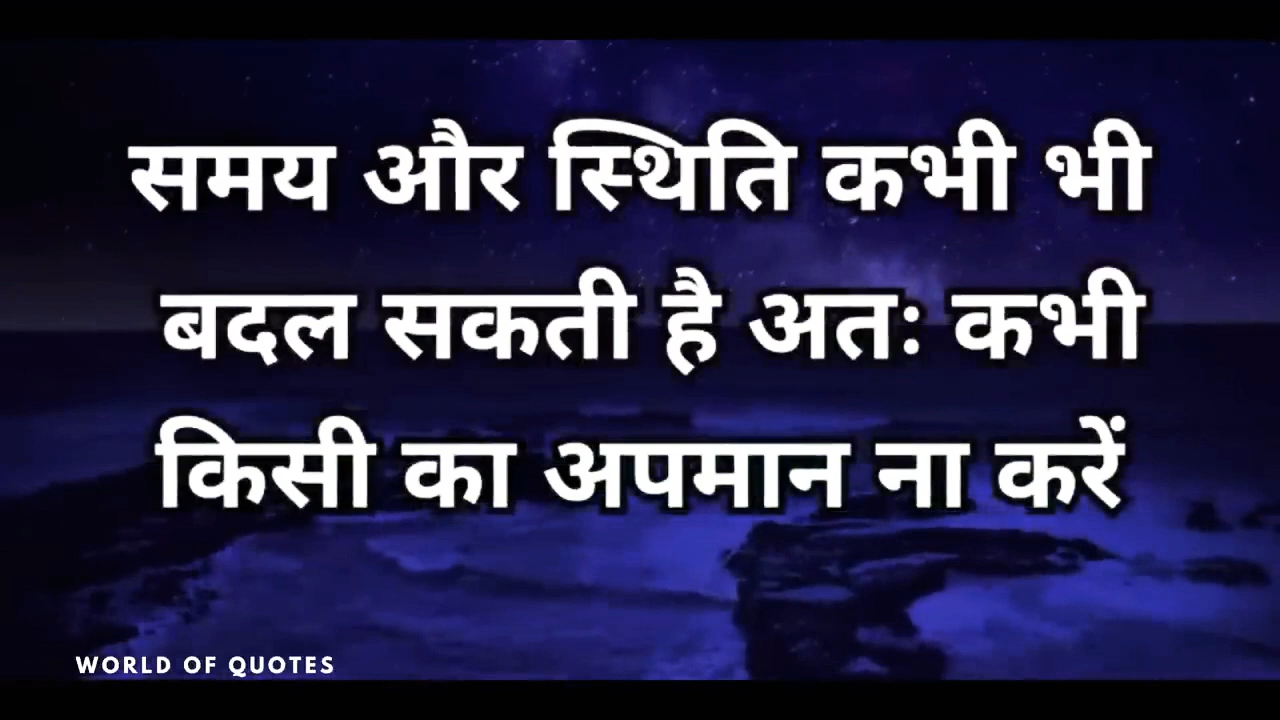 समय और स्थिति कभी भी
बदल सकती है अतः कभी
किसी का अपमान ना करें
WORLD OF QUOTES